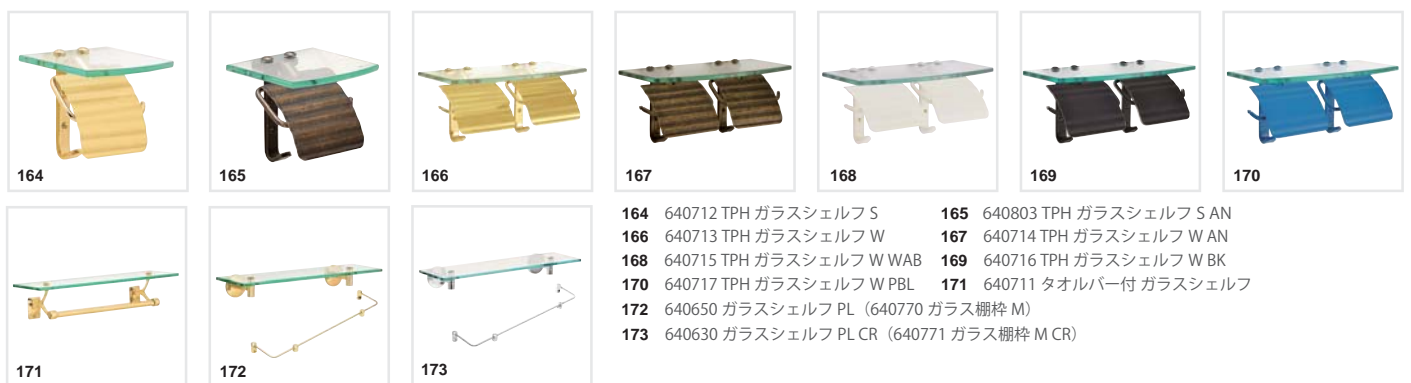 164
165
166
167
168
169
170
171
172
173
164 640712 TPH ガラスシェルフ S 165 640803 TPH ガラスシェルフ S AN
166 640713 TPH ガラスシェルフ W 167 640714 TPH ガラスシェルフ W AN
168 640715 TPH ガラスシェルフ W WAB 169 640716 TPH ガラスシェルフ W BK
170 640717 TPH ガラスシェルフ W PBL 171 640711 タオルバー付 ガラスシェルフ
172 640650 ガラスシェルフ PL（640770 ガラス棚枠 M）
173 640630 ガラスシェルフ PL CR（640771 ガラス棚枠 M CR）